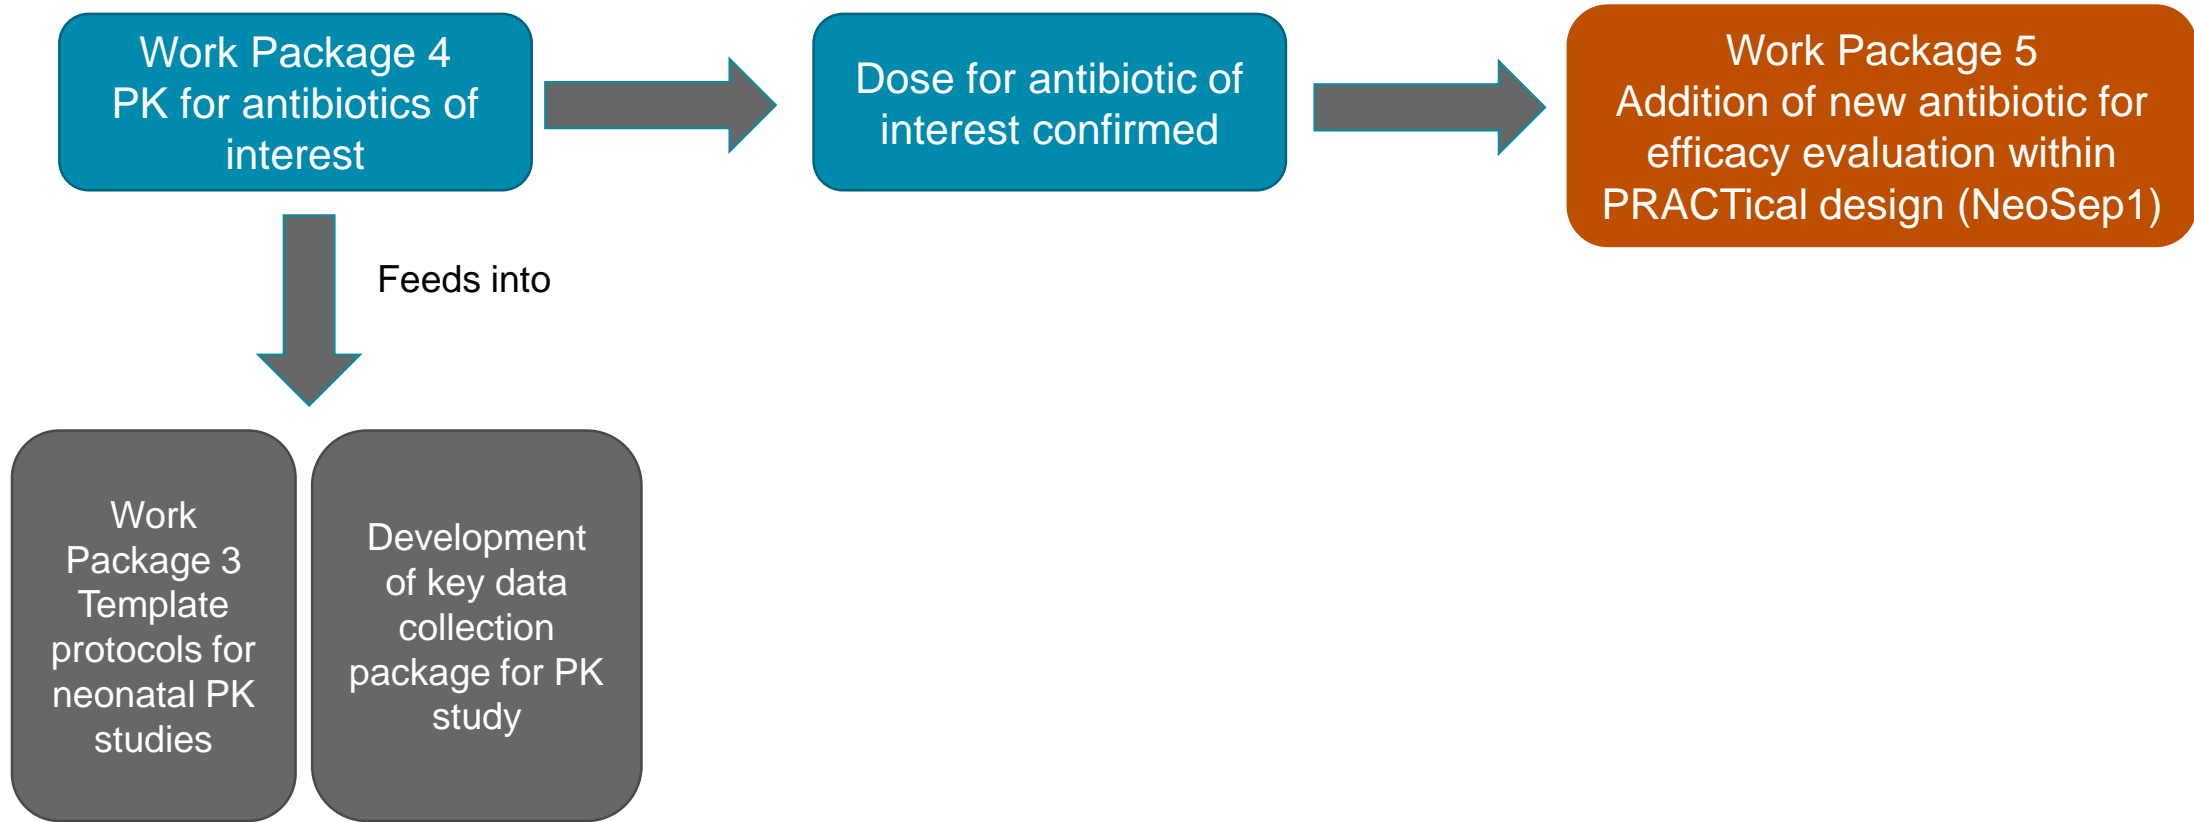 Work Package 4
PK for antibiotics of
interest
Dose for antibiotic of
interest confirmed
Work Package 5
Addition of new antibiotic for
efficacy evaluation within
PRACTical design (NeoSep1)
Feeds into
Work
Package 3
Template
protocols for
neonatal PK
studies
Development
of key data
collection
package for PK
study